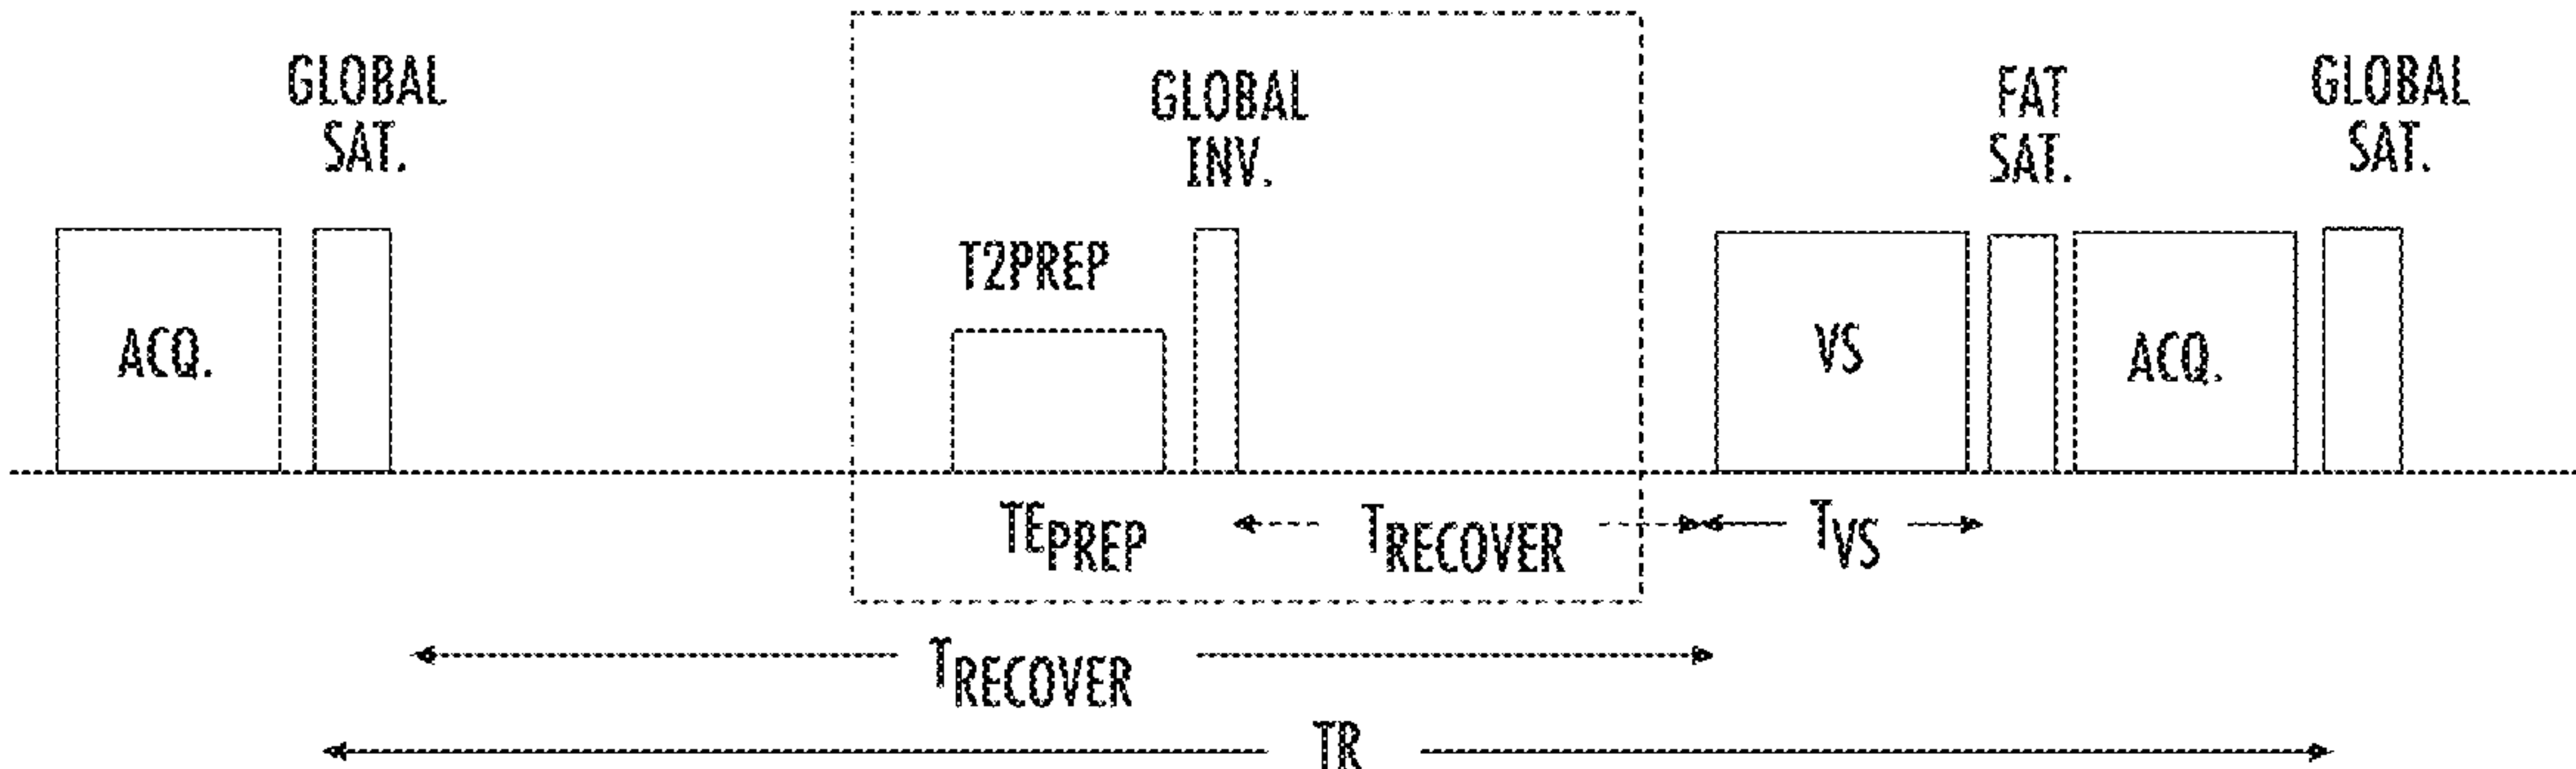 GLOBAL
SAT.
GLOBAL
INV.
FAT
SAT.
GLOBAL
SAT.
T2PREP
ACQ.
VS
ACQ.
TEPREP
TRECOVER
TVS
TRECOVER
TR